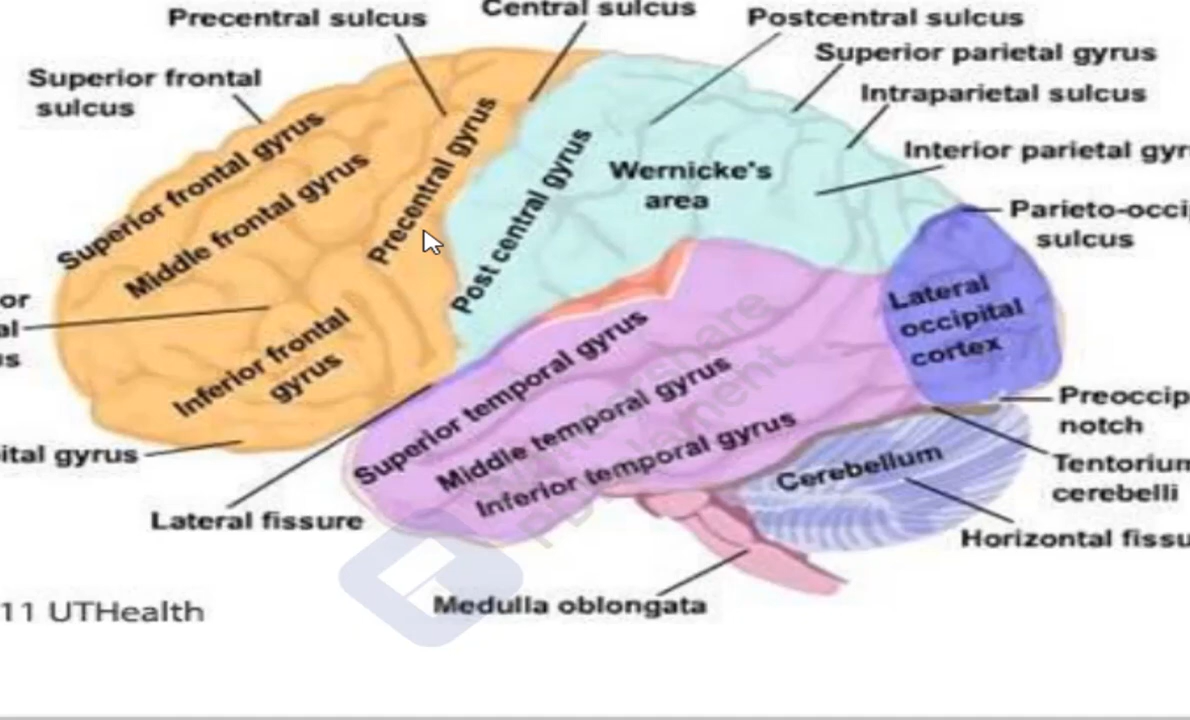 Precentral sulcus
Central sulcus
Postcentral sulcus
Superior parietal gyrus
Superior frontal
sulcus
Intraparietal sulcus
Interior parietal gyr
Parieto-occi
sulcus
Superior frontal gyrus
Middle frontal gyrus
Precentral gyrus
Post central gyrus
Wernicke's
area
or
al
us
Inferior frontal
gyrus
Lateral
occipital
cortex
Superior temporal gyrus
Middle temporal gyrus
Inferior temporal gyrus
Preoccip
notch
ital gyrus
Cerebellum
Tentorium
cerebelli
Lateral fissure
Horizontal fissu
Medulla oblongata
11 UTHealth